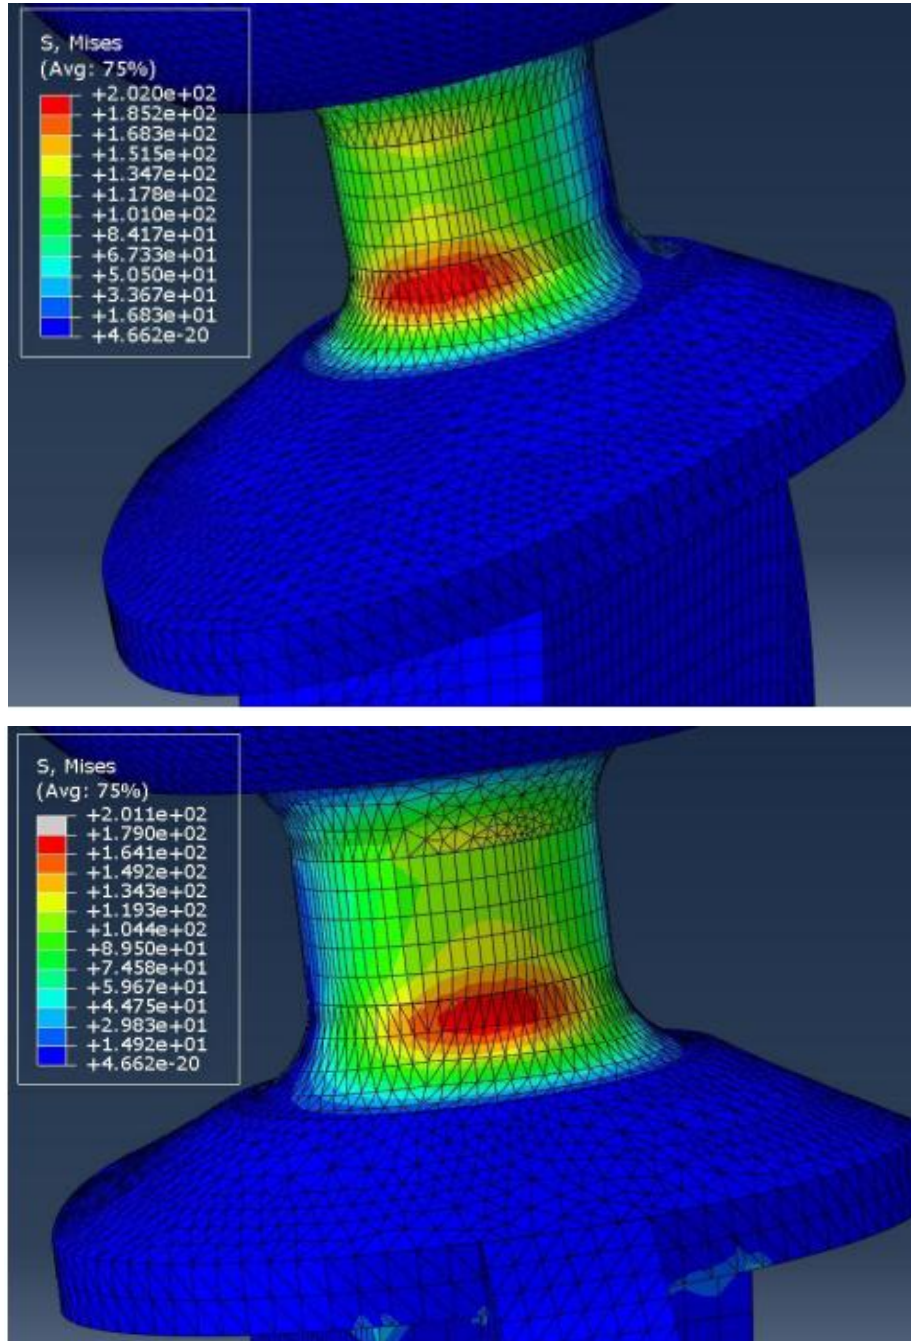 S, Mises
(Avg: 75%)
+2.020e+02
+1.852e+02
+1.683e+02
+1.515e+02
+1.347e+02
+1.178e+02
+1.010e+02
+8.417e+01
+6.733e+01
+5.050e+01
+3.367e+01
+1.683e+01
+4.662e-20
S, Mises
(Avg: 75%)
+2.011e+02
+1.790e+02
+1.641e+02
+1.492e+02
+1.343e+02
+1.193e+02
+1.044e+02
+8.950e+01
+7.458e+01
+5.967e+01
+4.475e+01
+2.983e+01
+1.492e+01
+4.662e-20